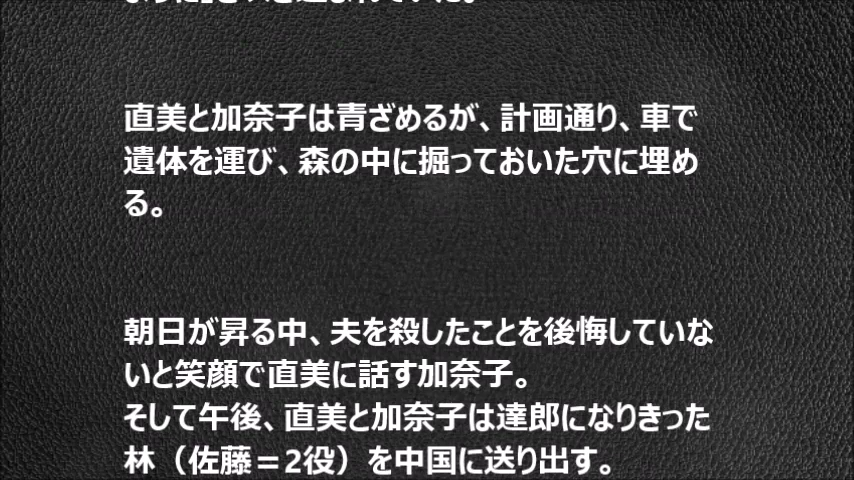 直美と加奈子は青ざめるが、計画通り、車で
遺体を運び、森の中に掘っておいた穴に埋め
る。
朝日が昇る中、夫を殺したことを後悔していな
いと笑顔で直美に話す加奈子。
そして午後、直美と加奈子は達郎になりきった
林（佐藤＝2役）を中国に送り出す。